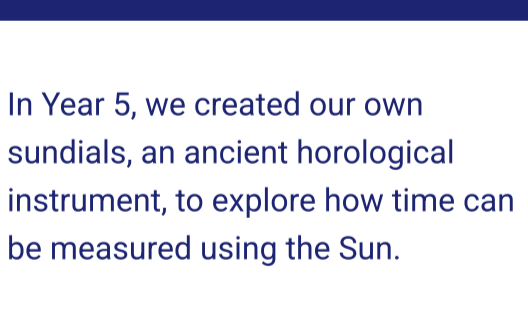 In Year 5, we created our own
sundials, an ancient horological
instrument, to explore how time can
be measured using the Sun.